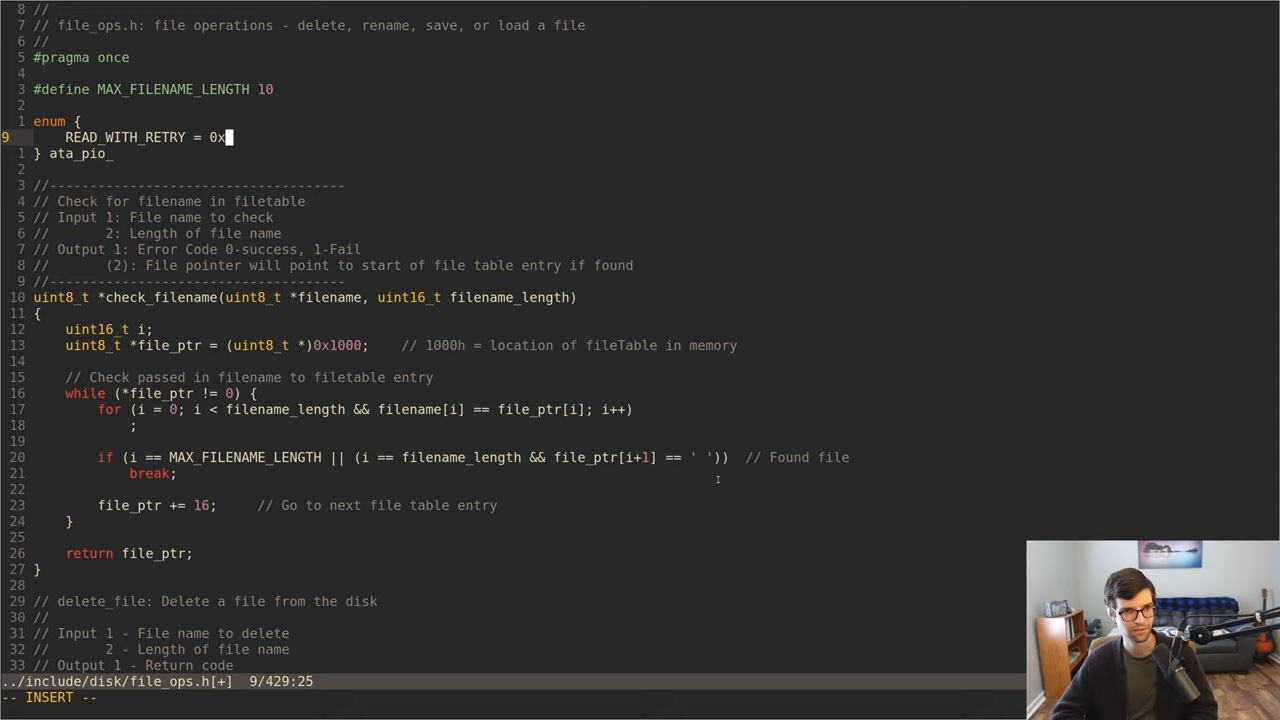 8 //
7 // file_ops.h: file operations - delete, rename, save, or load a file
6 //
5 #pragma once
4
3 #define MAX_FILENAME_LENGTH 10
2
1 enum {
9     READ_WITH_RETRY = 0x
1 } ata_pio_
2
3 //-------------------------------------
4 // Check for filename in filetable
5 // Input 1: File name to check
6 //       2: Length of file name
7 // Output 1: Error Code 0-success, 1-Fail
8 //       (2): File pointer will point to start of file table entry if found
9 //-------------------------------------
10 uint8_t *check_filename(uint8_t *filename, uint16_t filename_length)
11 {
12     uint16_t i;
13     uint8_t *file_ptr = (uint8_t *)0x1000;    // 1000h = location of fileTable in memory
14
15     // Check passed in filename to filetable entry
16     while (*file_ptr != 0) {
17         for (i = 0; i < filename_length && filename[i] == file_ptr[i]; i++)
18             ;
19
20         if (i == MAX_FILENAME_LENGTH || (i == filename_length && file_ptr[i+1] == ' '))  // Found file
21             break;
22
23         file_ptr += 16;     // Go to next file table entry
24     }
25
26     return file_ptr;
27 }
28
29 // delete_file: Delete a file from the disk
30 //
31 // Input 1 - File name to delete
32 //       2 - Length of file name
33 // Output 1 - Return code
../include/disk/file_ops.h[+]  9/429:25
-- INSERT --